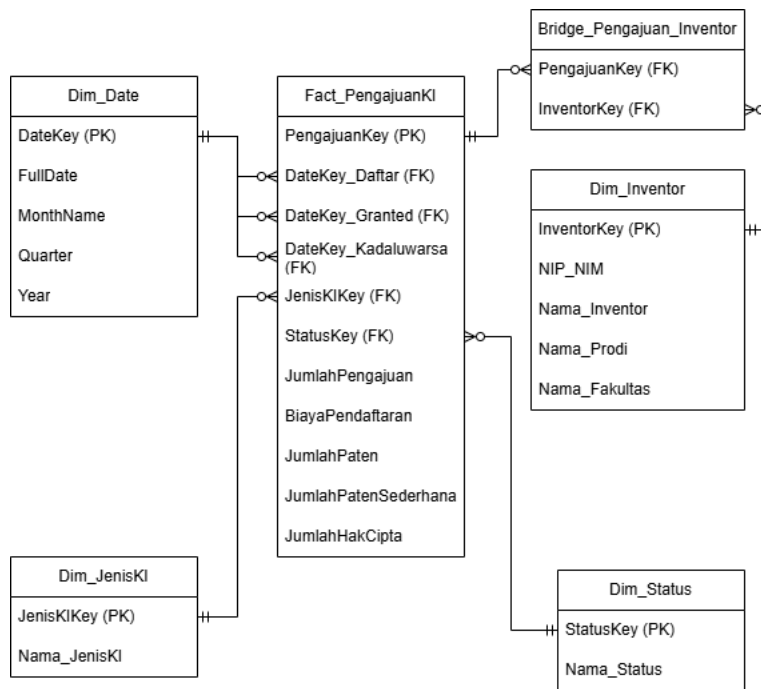 Bridge_Pengajuan_Inventor
PengajuanKey (FK)
InventorKey (FK)
Dim_Date
DateKey (PK)
FullDate
MonthName
Quarter
Year
Fact_PengajuanKI
PengajuanKey (PK)
DateKey_Daftar (FK)
DateKey_Granted (FK)
DateKey_Kadaluwarsa
(FK)
JenisKIKey (FK)
StatusKey (FK)
JumlahPengajuan
BiayaPendaftaran
JumlahPaten
JumlahPatenSederhana
JumlahHakCipta
Dim_Inventor
InventorKey (PK)
NIP_NIM
Nama_Inventor
Nama_Prodi
Nama_Fakultas
Dim_JenisKI
JenisKIKey (PK)
Nama_JenisKI
Dim_Status
StatusKey (PK)
Nama_Status